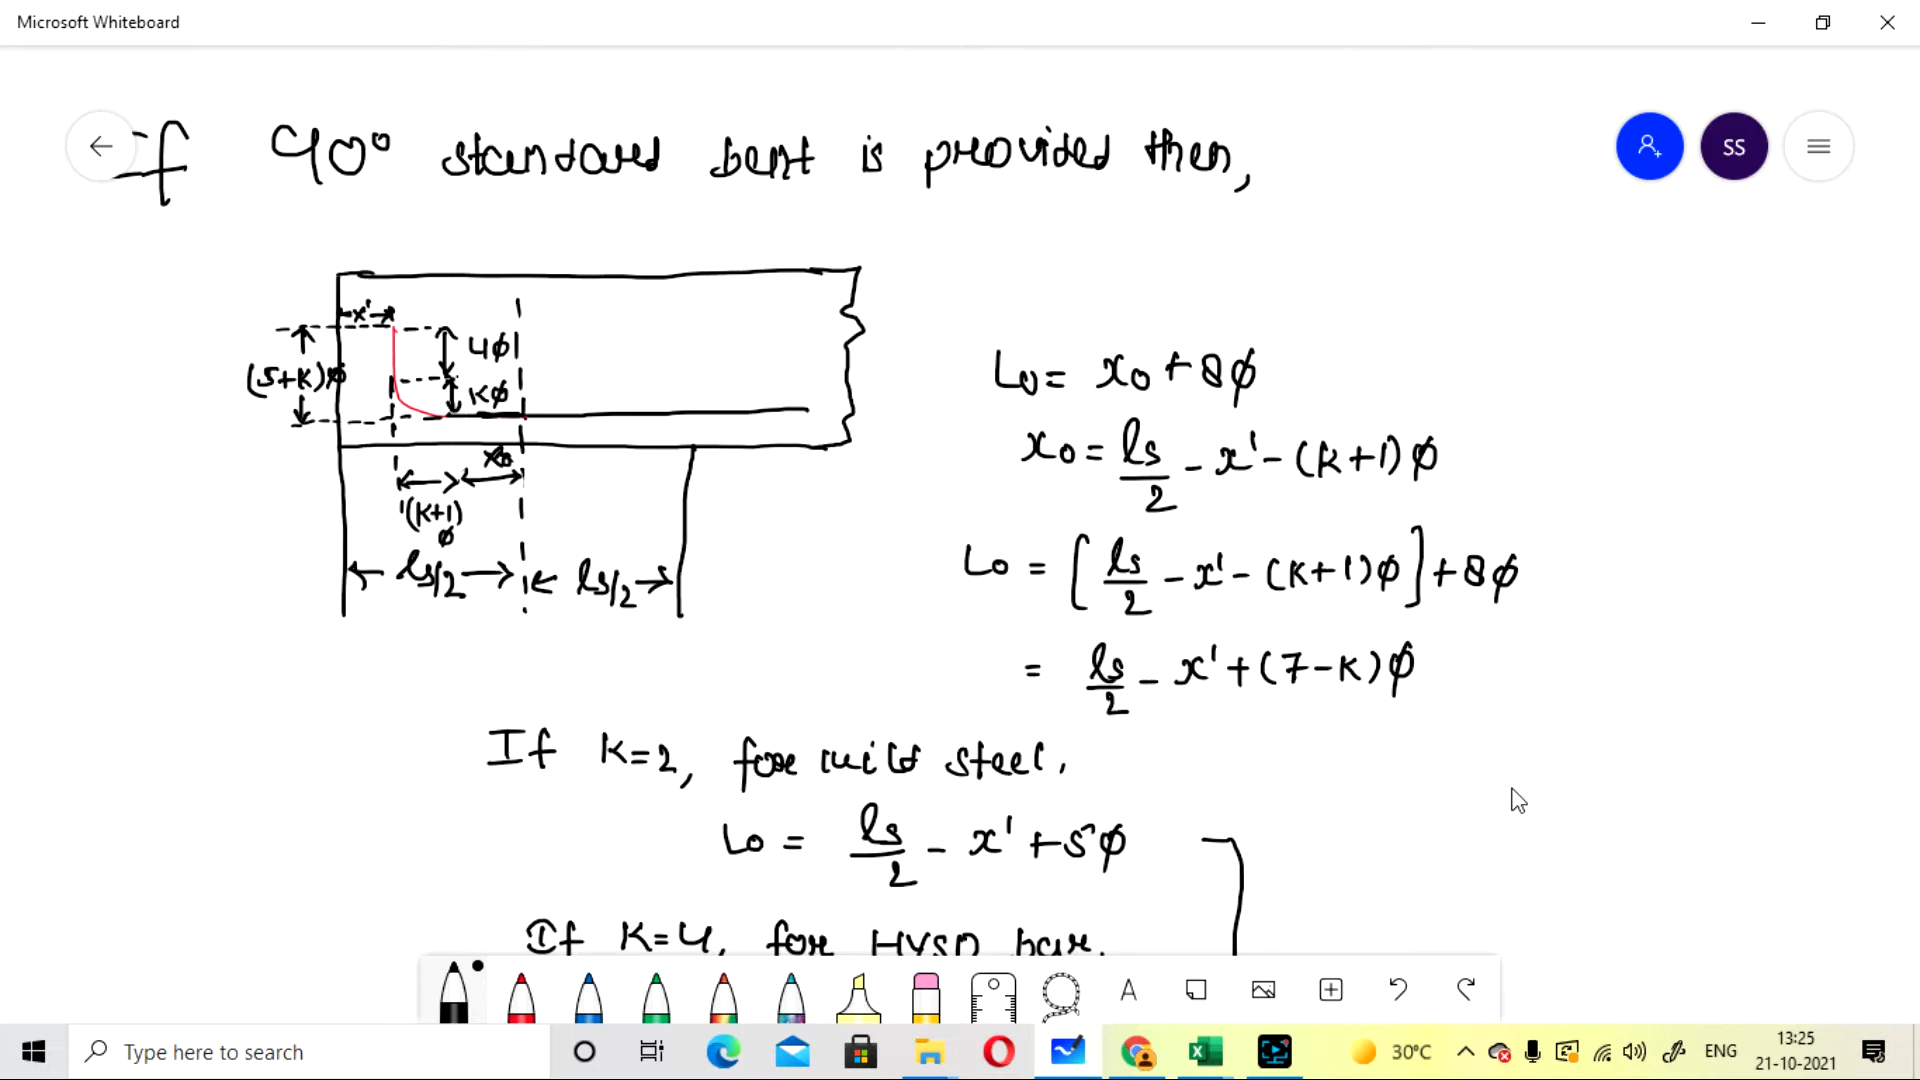 Microsoft Whiteboard
If 90° standard bent is provided then,
SS
x'
4φ
(5+K)φ
Kφ
x₀
(K+1)
φ
ls/2
ls/2
L₀ = x₀ + 8φ
x₀ = ls/2 - x' - (k+1)φ
L₀ = [ls/2 - x' - (K+1)φ] + 8φ
= ls/2 - x' + (7-K)φ
If K=2, for mild steel.
L₀ = ls/2 - x' + 5φ
If K=4, for HYSD bar.
A
Type here to search
30°C
ENG
13:25
21-10-2021